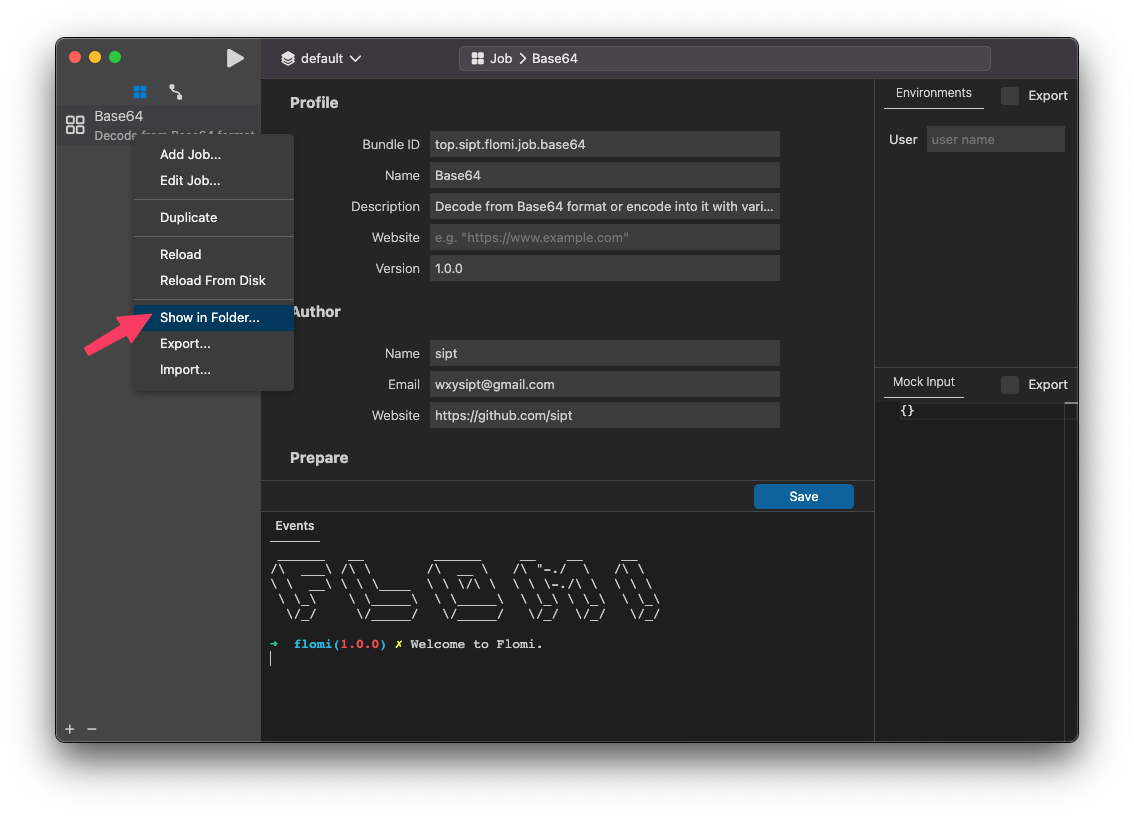 default
Job > Base64
Base64
Decode from Base64 format
Add Job...
Edit Job...
Duplicate
Reload
Reload From Disk
Show in Folder...
Export...
Import...
Profile
Bundle ID top.sipt.flomi.job.base64
Name Base64
Description Decode from Base64 format or encode into it with vari...
Website e.g. "https://www.example.com"
Version 1.0.0
Author
Name sipt
Email wxysipt@gmail.com
Website https://github.com/sipt
Prepare
Save
Events
FLOMI
➜ flomi(1.0.0) ✗ Welcome to Flomi.
Environments Export
User user name
Mock Input Export
{}
+ −